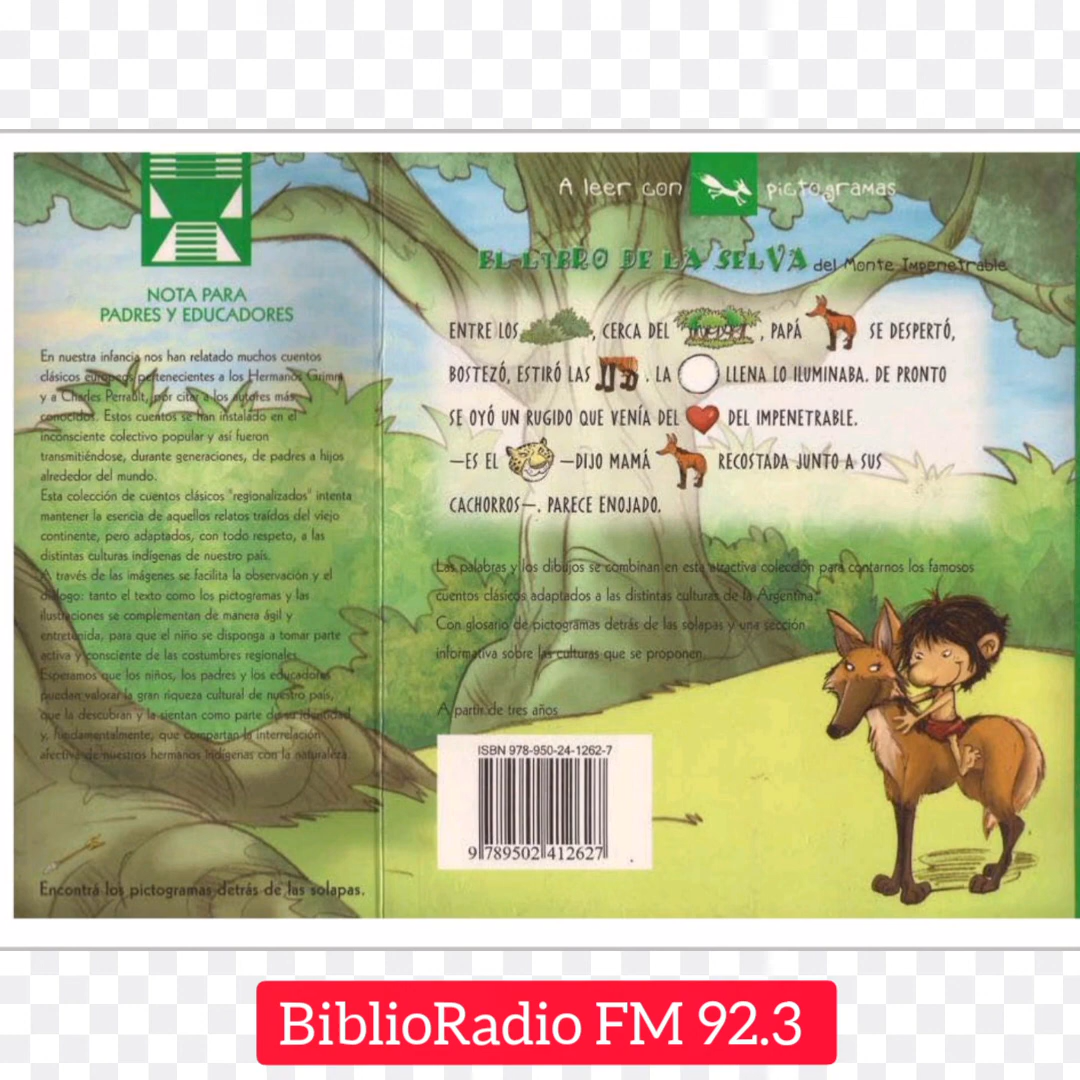 NOTA PARA
PADRES Y EDUCADORES
En nuestra infancia nos han relatado muchos cuentos
clásicos europeos pertenecientes a los Hermanos Grimm
y a Charles Perrault, por citar a los autores más
conocidos. Estos cuentos se han instalado en el
inconsciente colectivo popular y así fueron
transmitiéndose, durante generaciones, de padres a hijos
alrededor del mundo.
Esta colección de cuentos clásicos "regionalizados" intenta
mantener la esencia de aquellos relatos traídos del viejo
continente, pero adaptados, con todo respeto, a las
distintas culturas indígenas de nuestro país.
A través de las imágenes se facilita la observación y el
diálogo: tanto el texto como los pictogramas y las
ilustraciones se complementan de manera ágil y
entretenida, para que el niño se disponga a tomar parte
activa y consciente de las costumbres regionales.
Esperamos que los niños, los padres y los educadores
puedan valorar la gran riqueza cultural de nuestro país,
que la descubran y la sientan como parte de su identidad
y, fundamentalmente, que compartan la interrelación
afectiva de nuestros hermanos indígenas con la naturaleza.
Encontrá los pictogramas detrás de las solapas.
A leer con pictogramas
EL LIBRO DE LA SELVA del Monte Impenetrable
ENTRE LOS , CERCA DEL , PAPÁ SE DESPERTÓ,
BOSTEZÓ, ESTIRÓ LAS . LA LLENA LO ILUMINABA. DE PRONTO
SE OYÓ UN RUGIDO QUE VENÍA DEL DEL IMPENETRABLE.
—ES EL —DIJO MAMÁ RECOSTADA JUNTO A SUS
CACHORROS—. PARECE ENOJADO.
Las palabras y los dibujos se combinan en esta atractiva colección para contarnos los famosos
cuentos clásicos adaptados a las distintas culturas de la Argentina.
Con glosario de pictogramas detrás de las solapas y una sección
informativa sobre las culturas que se proponen.
A partir de tres años
ISBN 978-950-24-1262-7
9 789502 412627
BiblioRadio FM 92.3